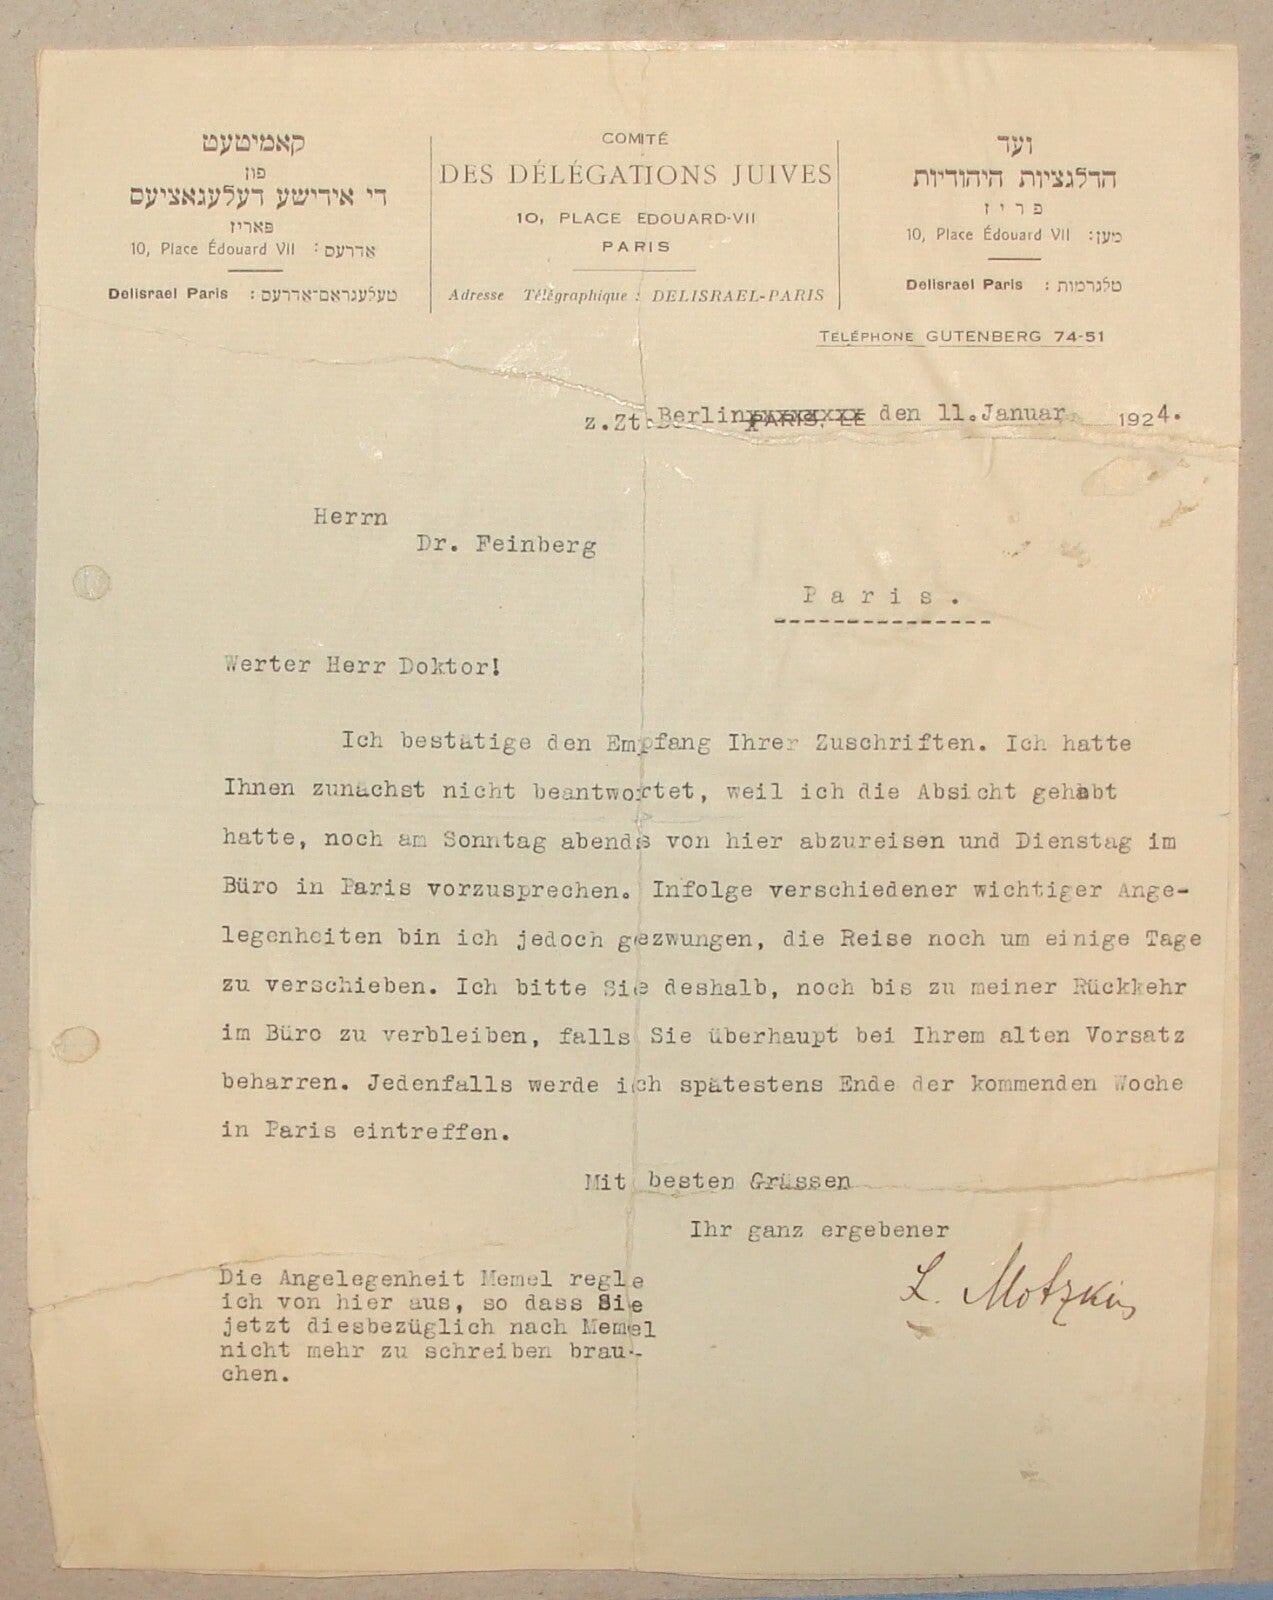 קאמיטעט
פון
די אידישע דעלעגאציעס
פאריז
10, Place Édouard VII : אדרעס
Delisrael Paris : טעלעגראם־אדרעס
COMITÉ
DES DÉLÉGATIONS JUIVES
10, PLACE EDOUARD-VII
PARIS
Adresse Télégraphique : DELISRAEL-PARIS
ועד
הדלגציות היהודיות
פריז
10, Place Édouard VII :מען
Delisrael Paris : טלגרמות
TÉLÉPHONE GUTENBERG 74-51
z.Zt.Berlinxxxxxxxx den 11.Januar 1924.
PARIS, LE
Herrn
Dr. Feinberg
P a r i s .
Werter Herr Doktor!
Ich bestätige den Empfang Ihrer Zuschriften. Ich hatte
Ihnen zunächst nicht beantwortet, weil ich die Absicht gehabt
hatte, noch am Sonntag abends von hier abzureisen und Dienstag im
Büro in Paris vorzusprechen. Infolge verschiedener wichtiger Ange-
legenheiten bin ich jedoch gezwungen, die Reise noch um einige Tage
zu verschieben. Ich bitte Sie deshalb, noch bis zu meiner Rückkehr
im Büro zu verbleiben, falls Sie überhaupt bei Ihrem alten Vorsatz
beharren. Jedenfalls werde ich spätestens Ende der kommenden Woche
in Paris eintreffen.
Mit besten Grüssen
Ihr ganz ergebener
L. Motzkin
Die Angelegenheit Memel regle
ich von hier aus, so dass Sie
jetzt diesbezüglich nach Memel
nicht mehr zu schreiben brau-
chen.